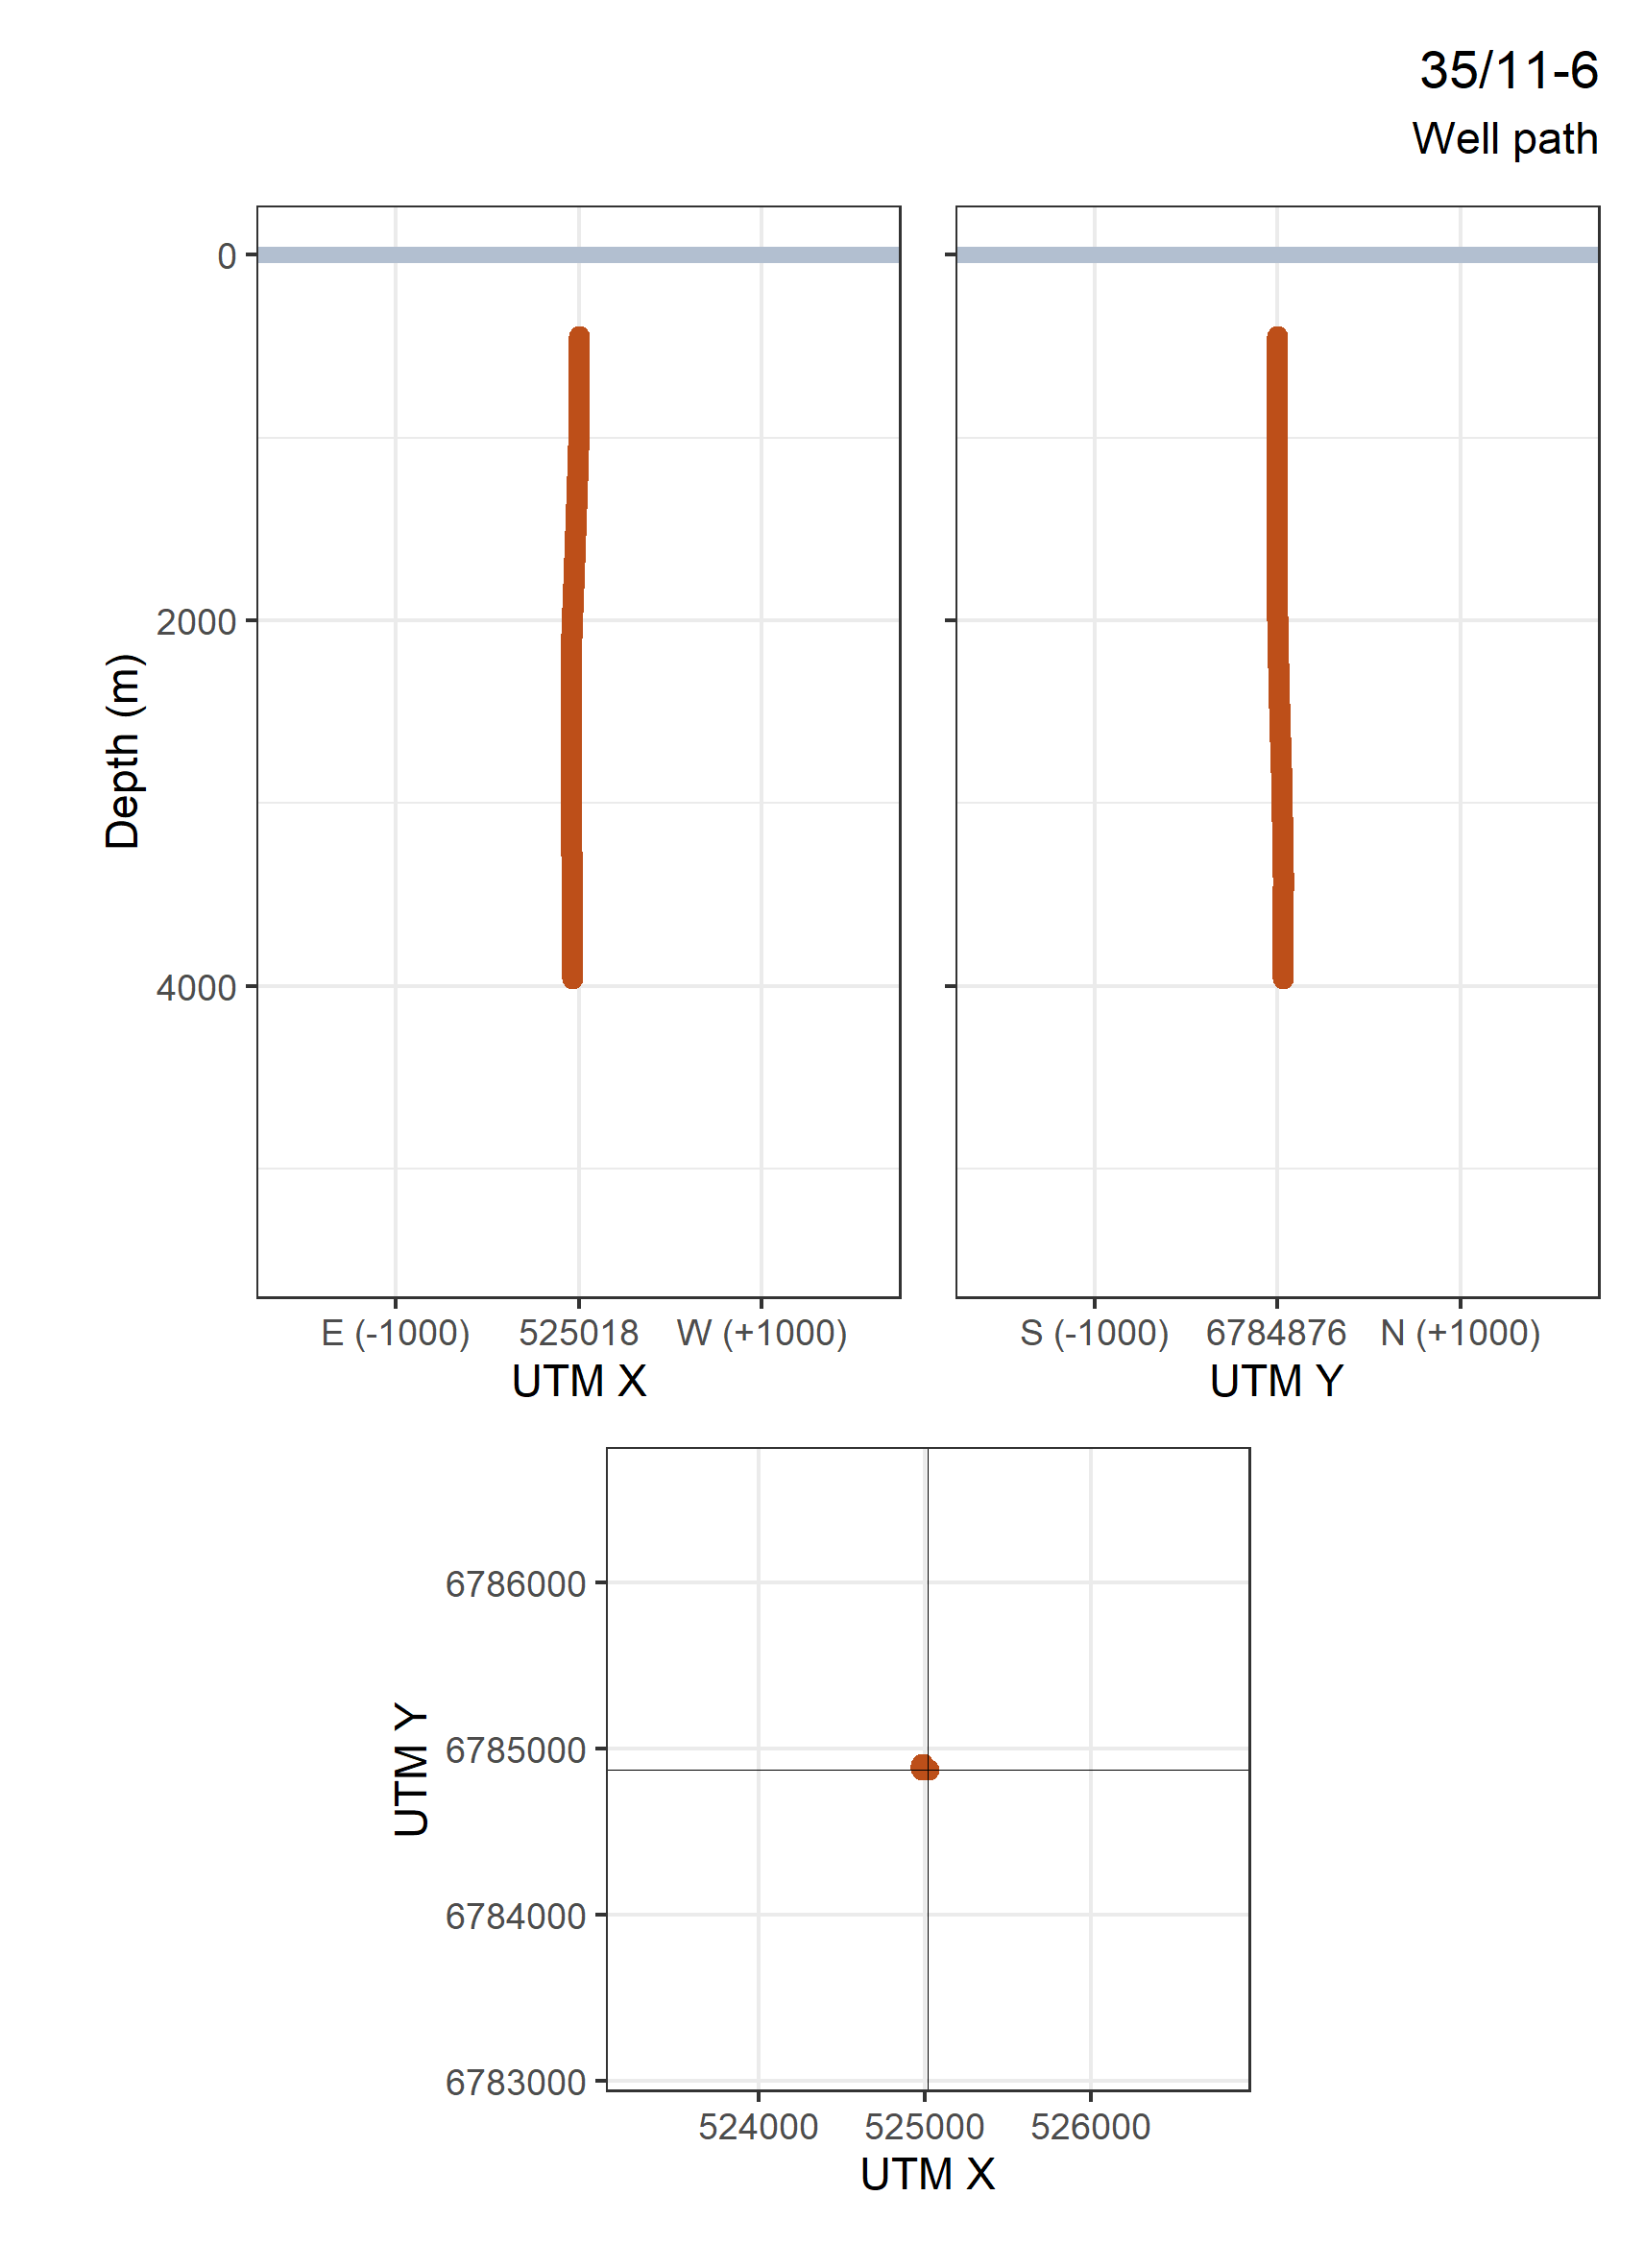 35/11-6
Well path
0
2000
4000
Depth (m)
E (-1000) 525018 W (+1000)
UTM X
S (-1000) 6784876 N (+1000)
UTM Y
6786000
6785000
6784000
6783000
UTM Y
524000 525000 526000
UTM X